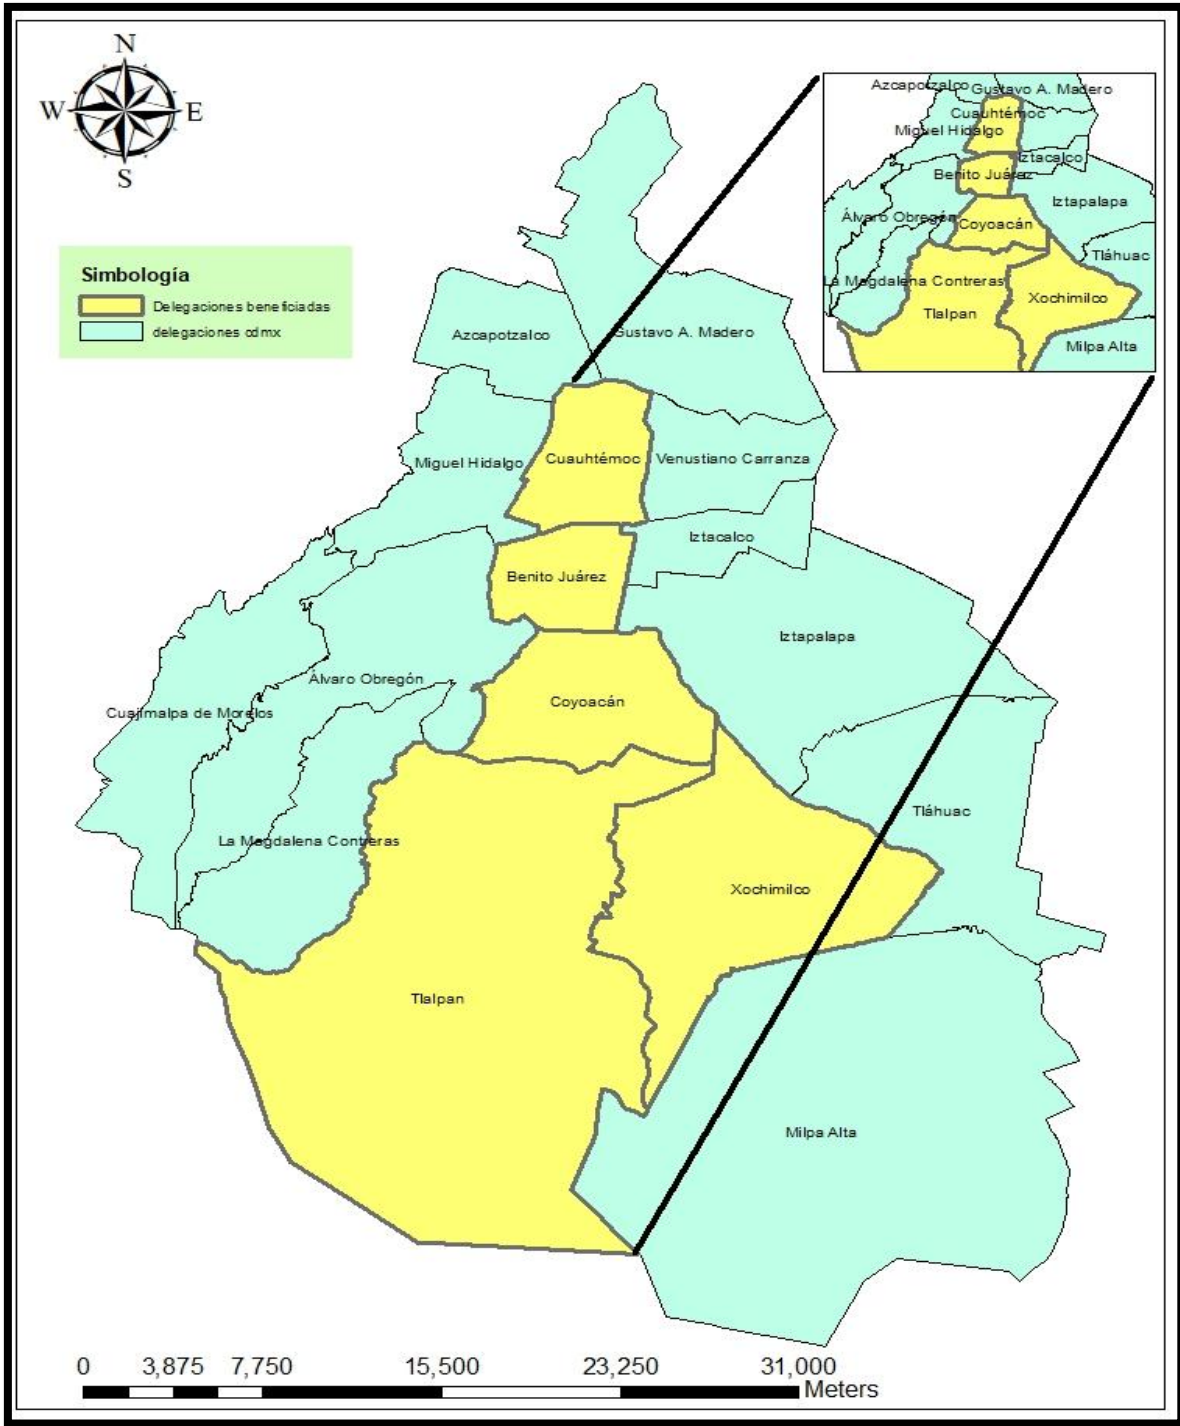 N
W E
S
Simbología
Delegaciones beneficiadas
delegaciones cdmx
Azcapotzalco
Gustavo A. Madero
Cuauhtémoc
Miguel Hidalgo
Iztacalco
Benito Juárez
Iztapalapa
Álvaro Obregón
Coyoacán
Tláhuac
La Magdalena Contreras
Xochimilco
Tlalpan
Milpa Alta
Azcapotzalco
Gustavo A. Madero
Miguel Hidalgo
Cuauhtémoc
Venustiano Carranza
Iztacalco
Benito Juárez
Iztapalapa
Álvaro Obregón
Coyoacán
Cuajimalpa de Morelos
Tláhuac
La Magdalena Contreras
Xochimilco
Tlalpan
Milpa Alta
0 3,875 7,750 15,500 23,250 31,000
Meters